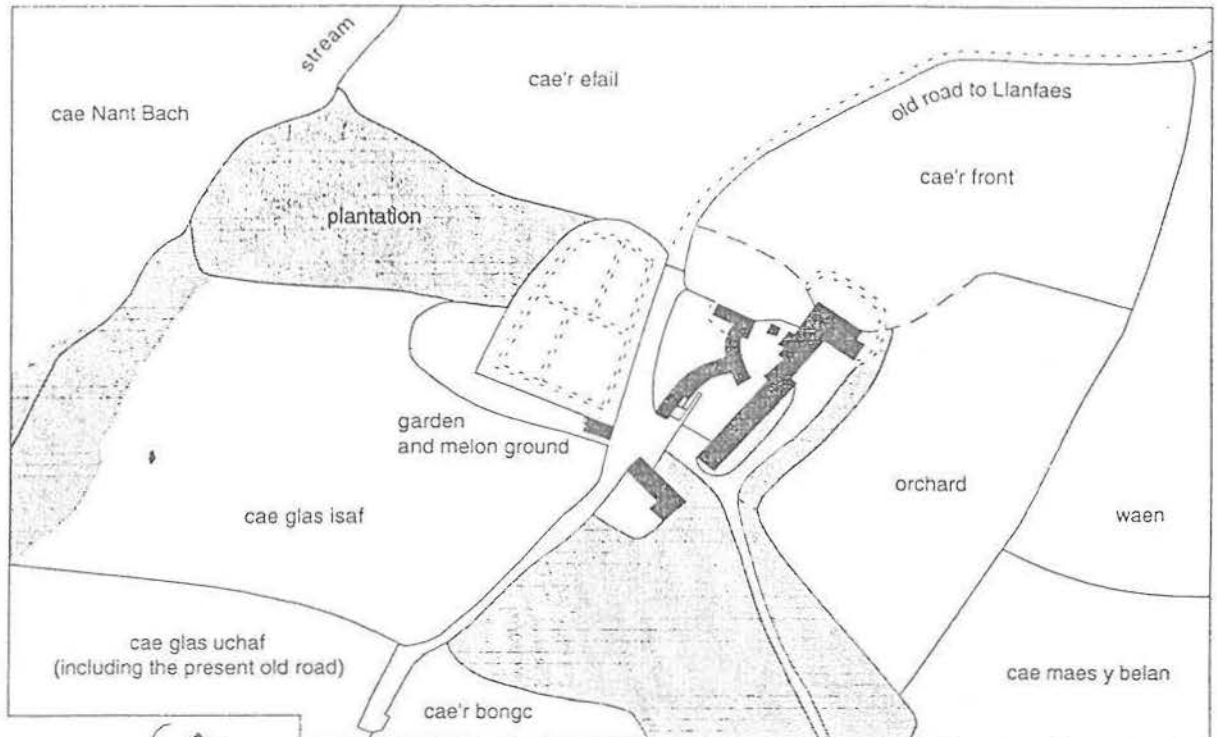 stream
cae'r efail
cae Nant Bach
old road to Llanfaes
cae'r front
plantation
garden
and melon ground
orchard
cae glas isaf
waen
cae glas uchaf
(including the present old road)
cae maes y belan
cae'r bongc